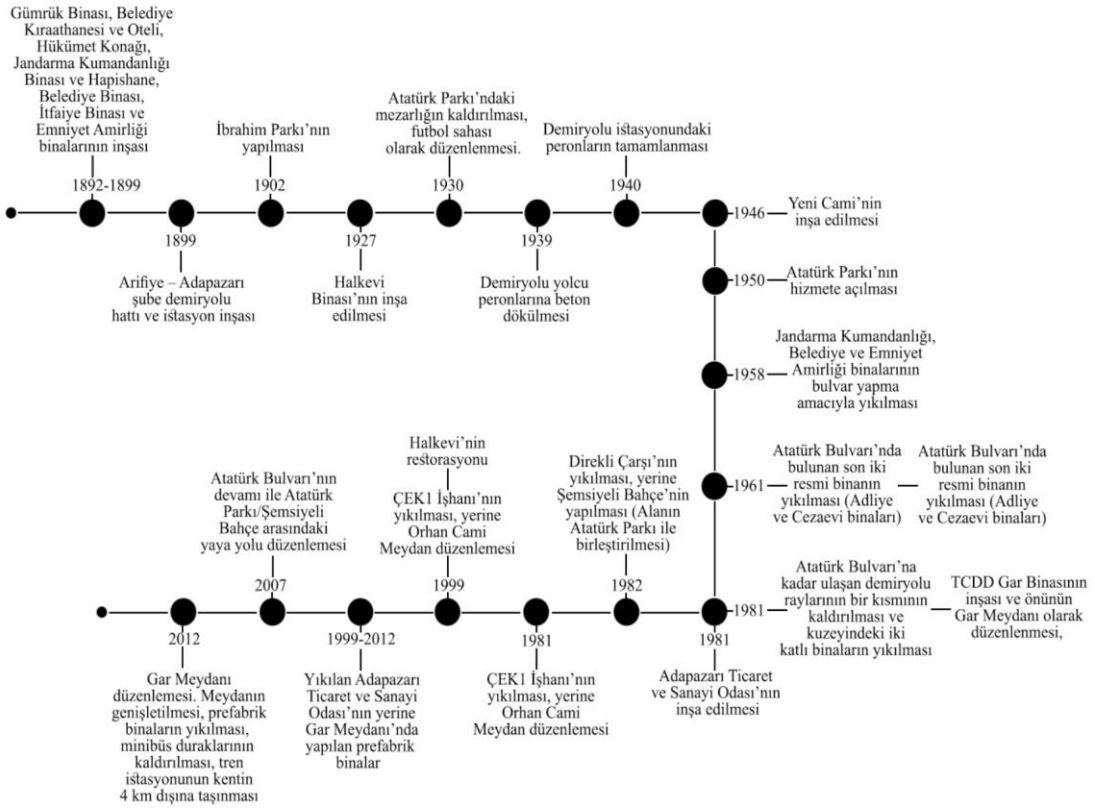 Gümrük Binası, Belediye
Kıraathanesi ve Oteli,
Hükümet Konağı,
Jandarma Kumandanlığı
Binası ve Hapishane,
Belediye Binası,
İtfaiye Binası ve
Emniyet Amirliği
binalarının inşası
1892-1899
1899
Arifiye – Adapazarı
şube demiryolu
hattı ve istasyon inşası
İbrahim Parkı’nın
yapılması
1902
1927
Halkevi
Binası’nın inşa
edilmesi
Atatürk Parkı’ndaki
mezarlığın kaldırılması,
futbol sahası
olarak düzenlenmesi.
1930
1939
Demiryolu yolcu
peronlarına beton
dökülmesi
Demiryolu istasyonundaki
peronların tamamlanması
1940
1946
Yeni Cami’nin
inşa edilmesi
1950
Atatürk Parkı’nın
hizmete açılması
1958
Jandarma Kumandanlığı,
Belediye ve Emniyet
Amirliği binalarının
bulvar yapma
amacıyla yıkılması
1961
Atatürk Bulvarı’nda
bulunan son iki
resmi binanın
yıkılması (Adliye
ve Cezaevi binaları)
Atatürk Bulvarı’nda
bulunan son iki
resmi binanın
yıkılması (Adliye
ve Cezaevi binaları)
1981
Atatürk Bulvarı’na
kadar ulaşan demiryolu
raylarının bir kısmının
kaldırılması ve
kuzeyindeki iki
katlı binaların yıkılması
TCDD Gar Binasının
inşası ve önünün
Gar Meydanı olarak
düzenlenmesi,
1981
Adapazarı Ticaret
ve Sanayi Odası’nın
inşa edilmesi
Direkli Çarşı’nın
yıkılması, yerine
Şemsiyeli Bahçe’nin
yapılması (Alanın
Atatürk Parkı ile
birleştirilmesi)
1982
1981
ÇEK1 İşhanı’nın
yıkılması, yerine
Orhan Cami
Meydan düzenlemesi
Halkevi’nin
restorasyonu
ÇEK1 İşhanı’nın
yıkılması, yerine
Orhan Cami
Meydan düzenlemesi
1999
1999-2012
Yıkılan Adapazarı
Ticaret ve Sanayi
Odası’nın yerine
Gar Meydanı’nda
yapılan prefabrik
binalar
Atatürk Bulvarı’nın
devamı ile Atatürk
Parkı/Şemsiyeli
Bahçe arasındaki
yaya yolu düzenlemesi
2007
2012
Gar Meydanı
düzenlemesi. Meydanın
genişletilmesi, prefabrik
binaların yıkılması,
minibüs duraklarının
kaldırılması, tren
istasyonunun kentin
4 km dışına taşınması